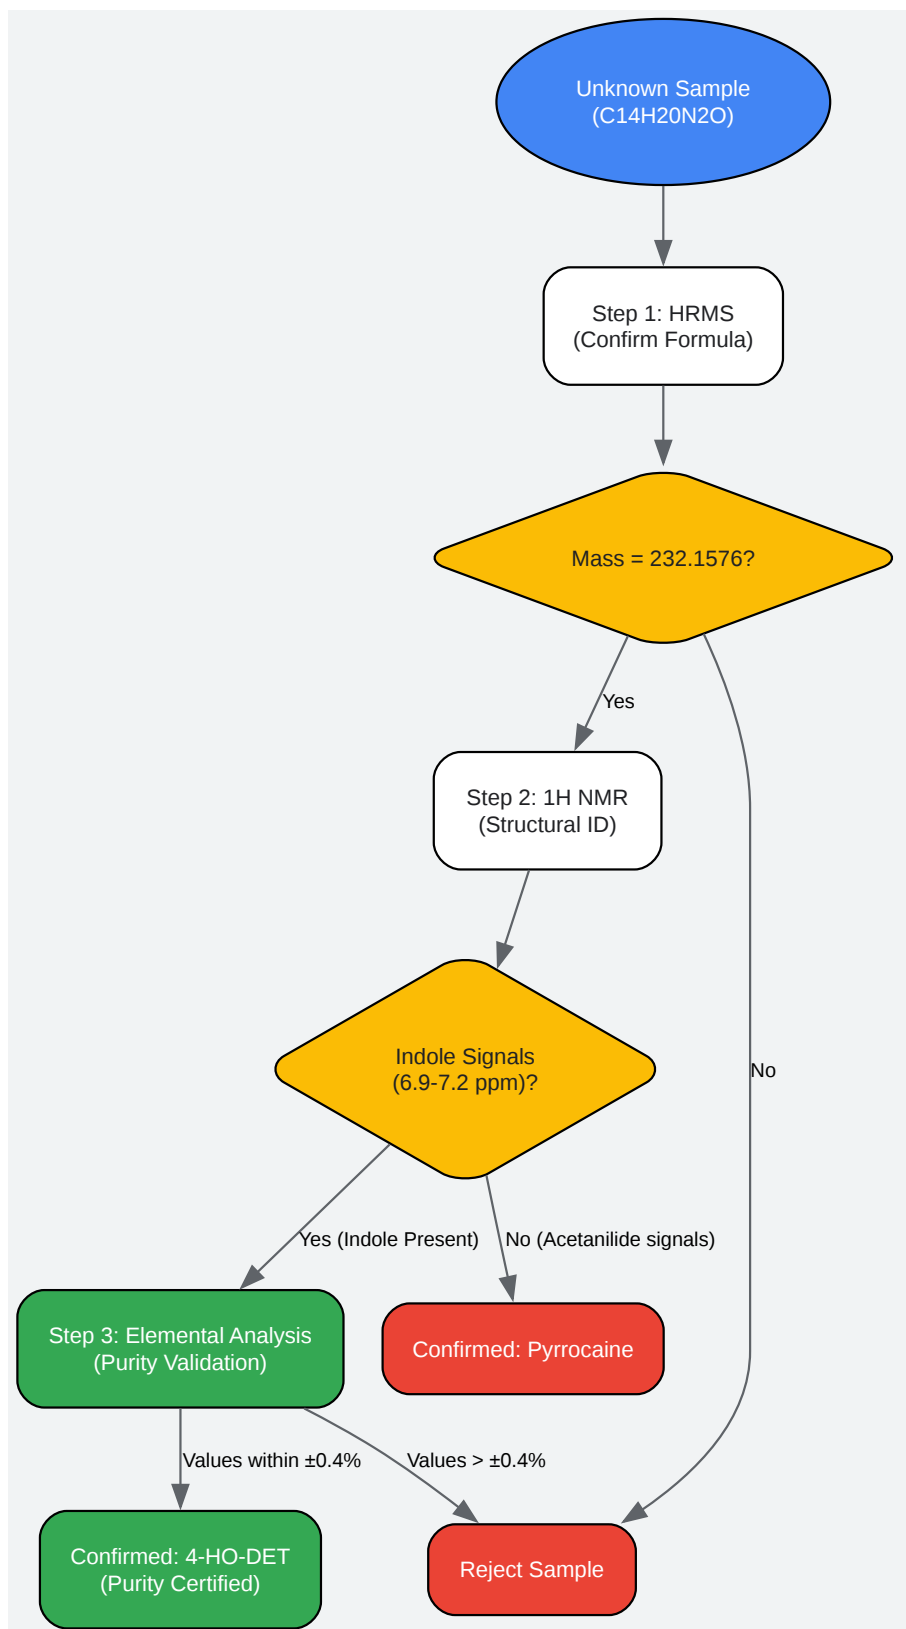 Unknown Sample
(C14H20N2O)
Step 1: HRMS
(Confirm Formula)
Mass = 232.1576?
Yes
Step 2: 1H NMR
(Structural ID)
Indole Signals
(6.9-7.2 ppm)?
No
Yes (Indole Present)
No (Acetanilide signals)
Step 3: Elemental Analysis
(Purity Validation)
Confirmed: Pyrrocaine
Values within ±0.4%
Values > ±0.4%
Confirmed: 4-HO-DET
(Purity Certified)
Reject Sample